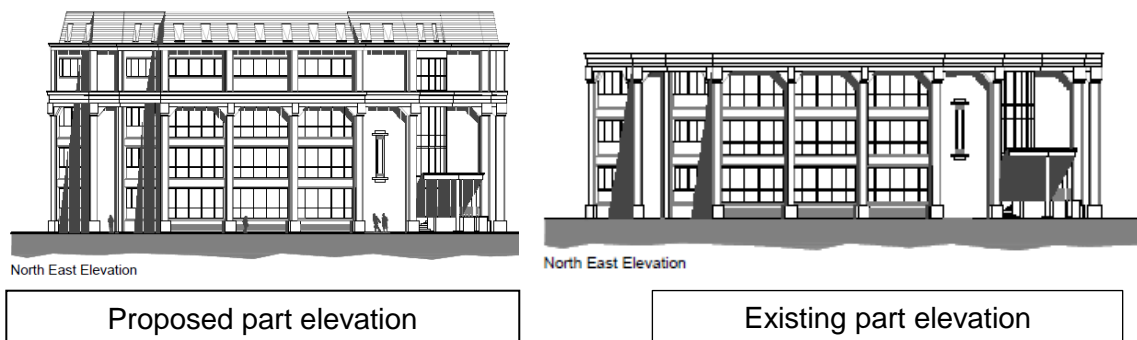 North East Elevation
Proposed part elevation
North East Elevation
Existing part elevation